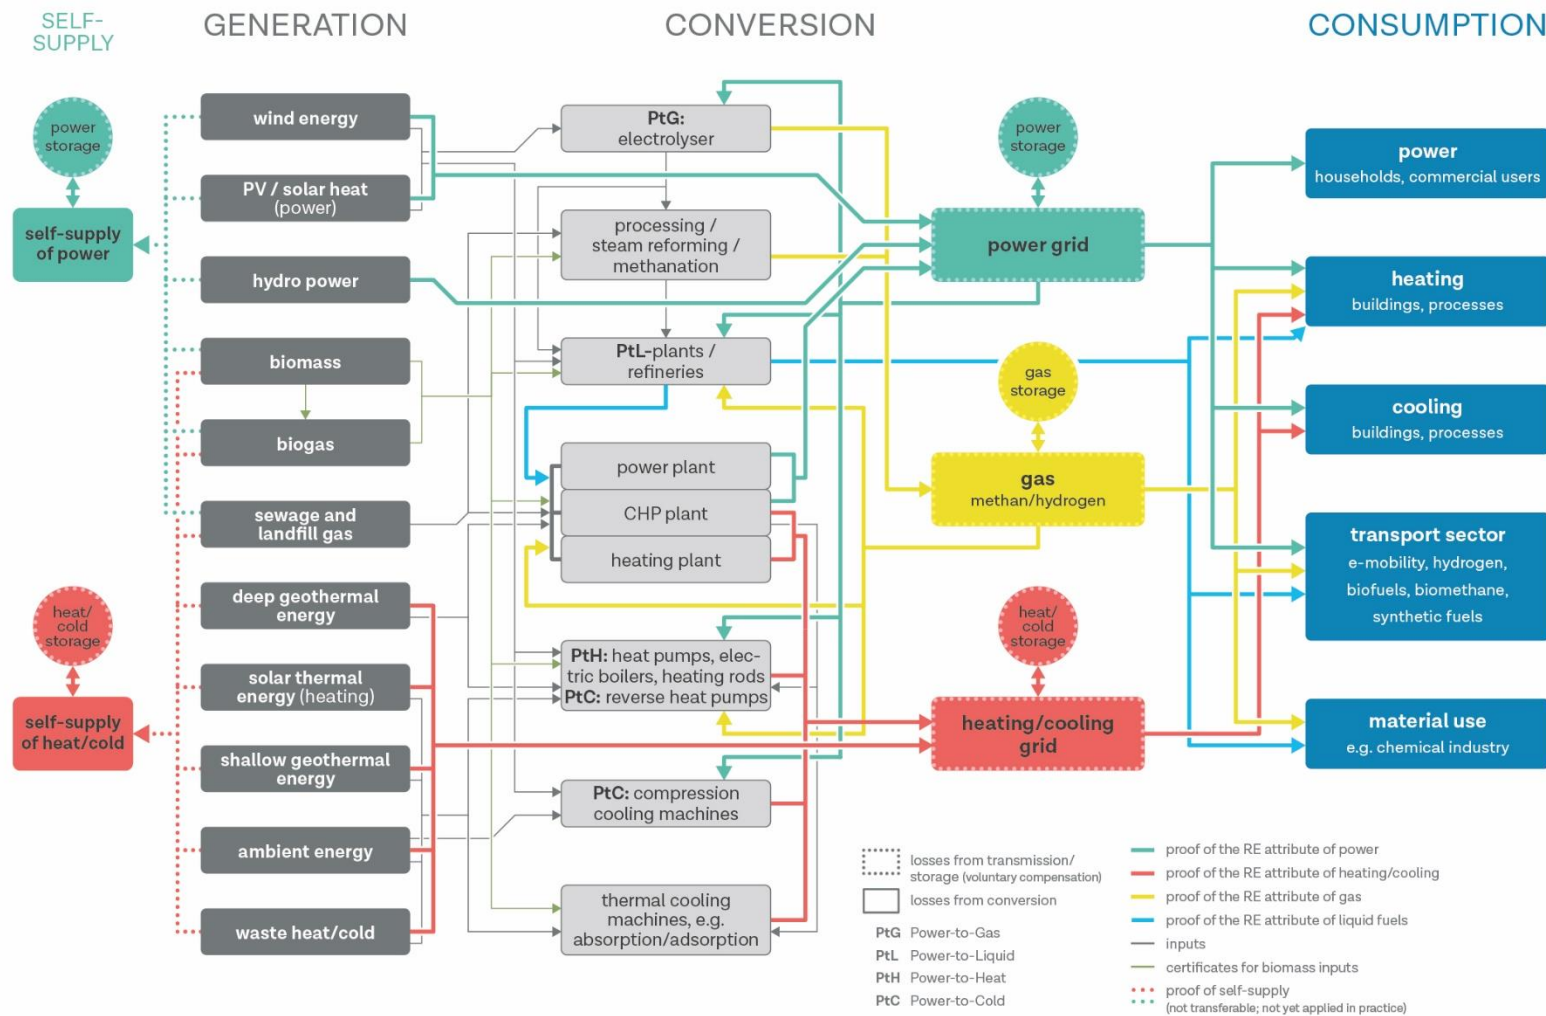 SELF-
SUPPLY
GENERATION
CONVERSION
CONSUMPTION
power
storage
self-supply
of power
heat/
cold
storage
self-supply
of heat/cold
wind energy
PV / solar heat
(power)
hydro power
biomass
biogas
sewage and
landfill gas
deep geothermal
energy
solar thermal
energy (heating)
shallow geothermal
energy
ambient energy
waste heat/cold
PtG:
electrolyser
processing /
steam reforming /
methanation
PtL-plants /
refineries
power plant
CHP plant
heating plant
PtH: heat pumps, elec-
tric boilers, heating rods
PtC: reverse heat pumps
PtC: compression
cooling machines
thermal cooling
machines, e.g.
absorption/adsorption
power
storage
power grid
gas
storage
gas
methan/hydrogen
heat/
cold
storage
heating/cooling
grid
power
households, commercial users
heating
buildings, processes
cooling
buildings, processes
transport sector
e-mobility, hydrogen,
biofuels, biomethane,
synthetic fuels
material use
e.g. chemical industry
losses from transmission/
storage (voluntary compensation)
losses from conversion
PtG Power-to-Gas
PtL Power-to-Liquid
PtH Power-to-Heat
PtC Power-to-Cold
proof of the RE attribute of power
proof of the RE attribute of heating/cooling
proof of the RE attribute of gas
proof of the RE attribute of liquid fuels
inputs
certificates for biomass inputs
proof of self-supply
(not transferable; not yet applied in practice)